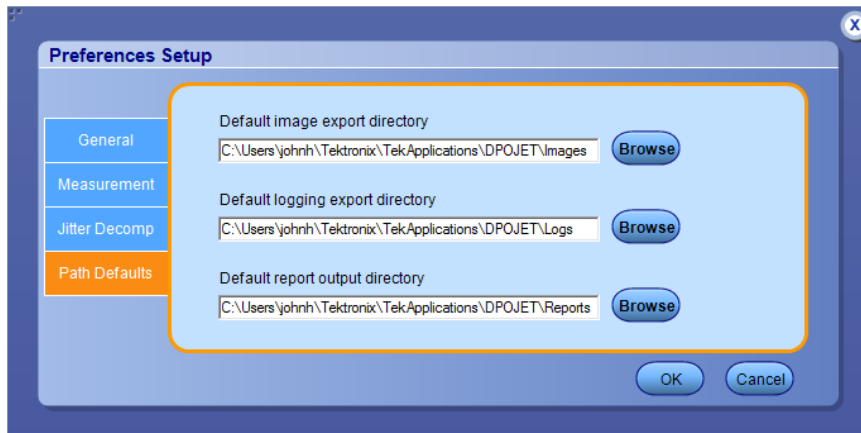 X
Preferences Setup
General
Measurement
Jitter Decomp
Path Defaults
Default image export directory
C:\Users\johnh\Tektronix\TekApplications\DPOJET\Images
Browse
Default logging export directory
C:\Users\johnh\Tektronix\TekApplications\DPOJET\Logs
Browse
Default report output directory
C:\Users\johnh\Tektronix\TekApplications\DPOJET\Reports
Browse
OK
Cancel